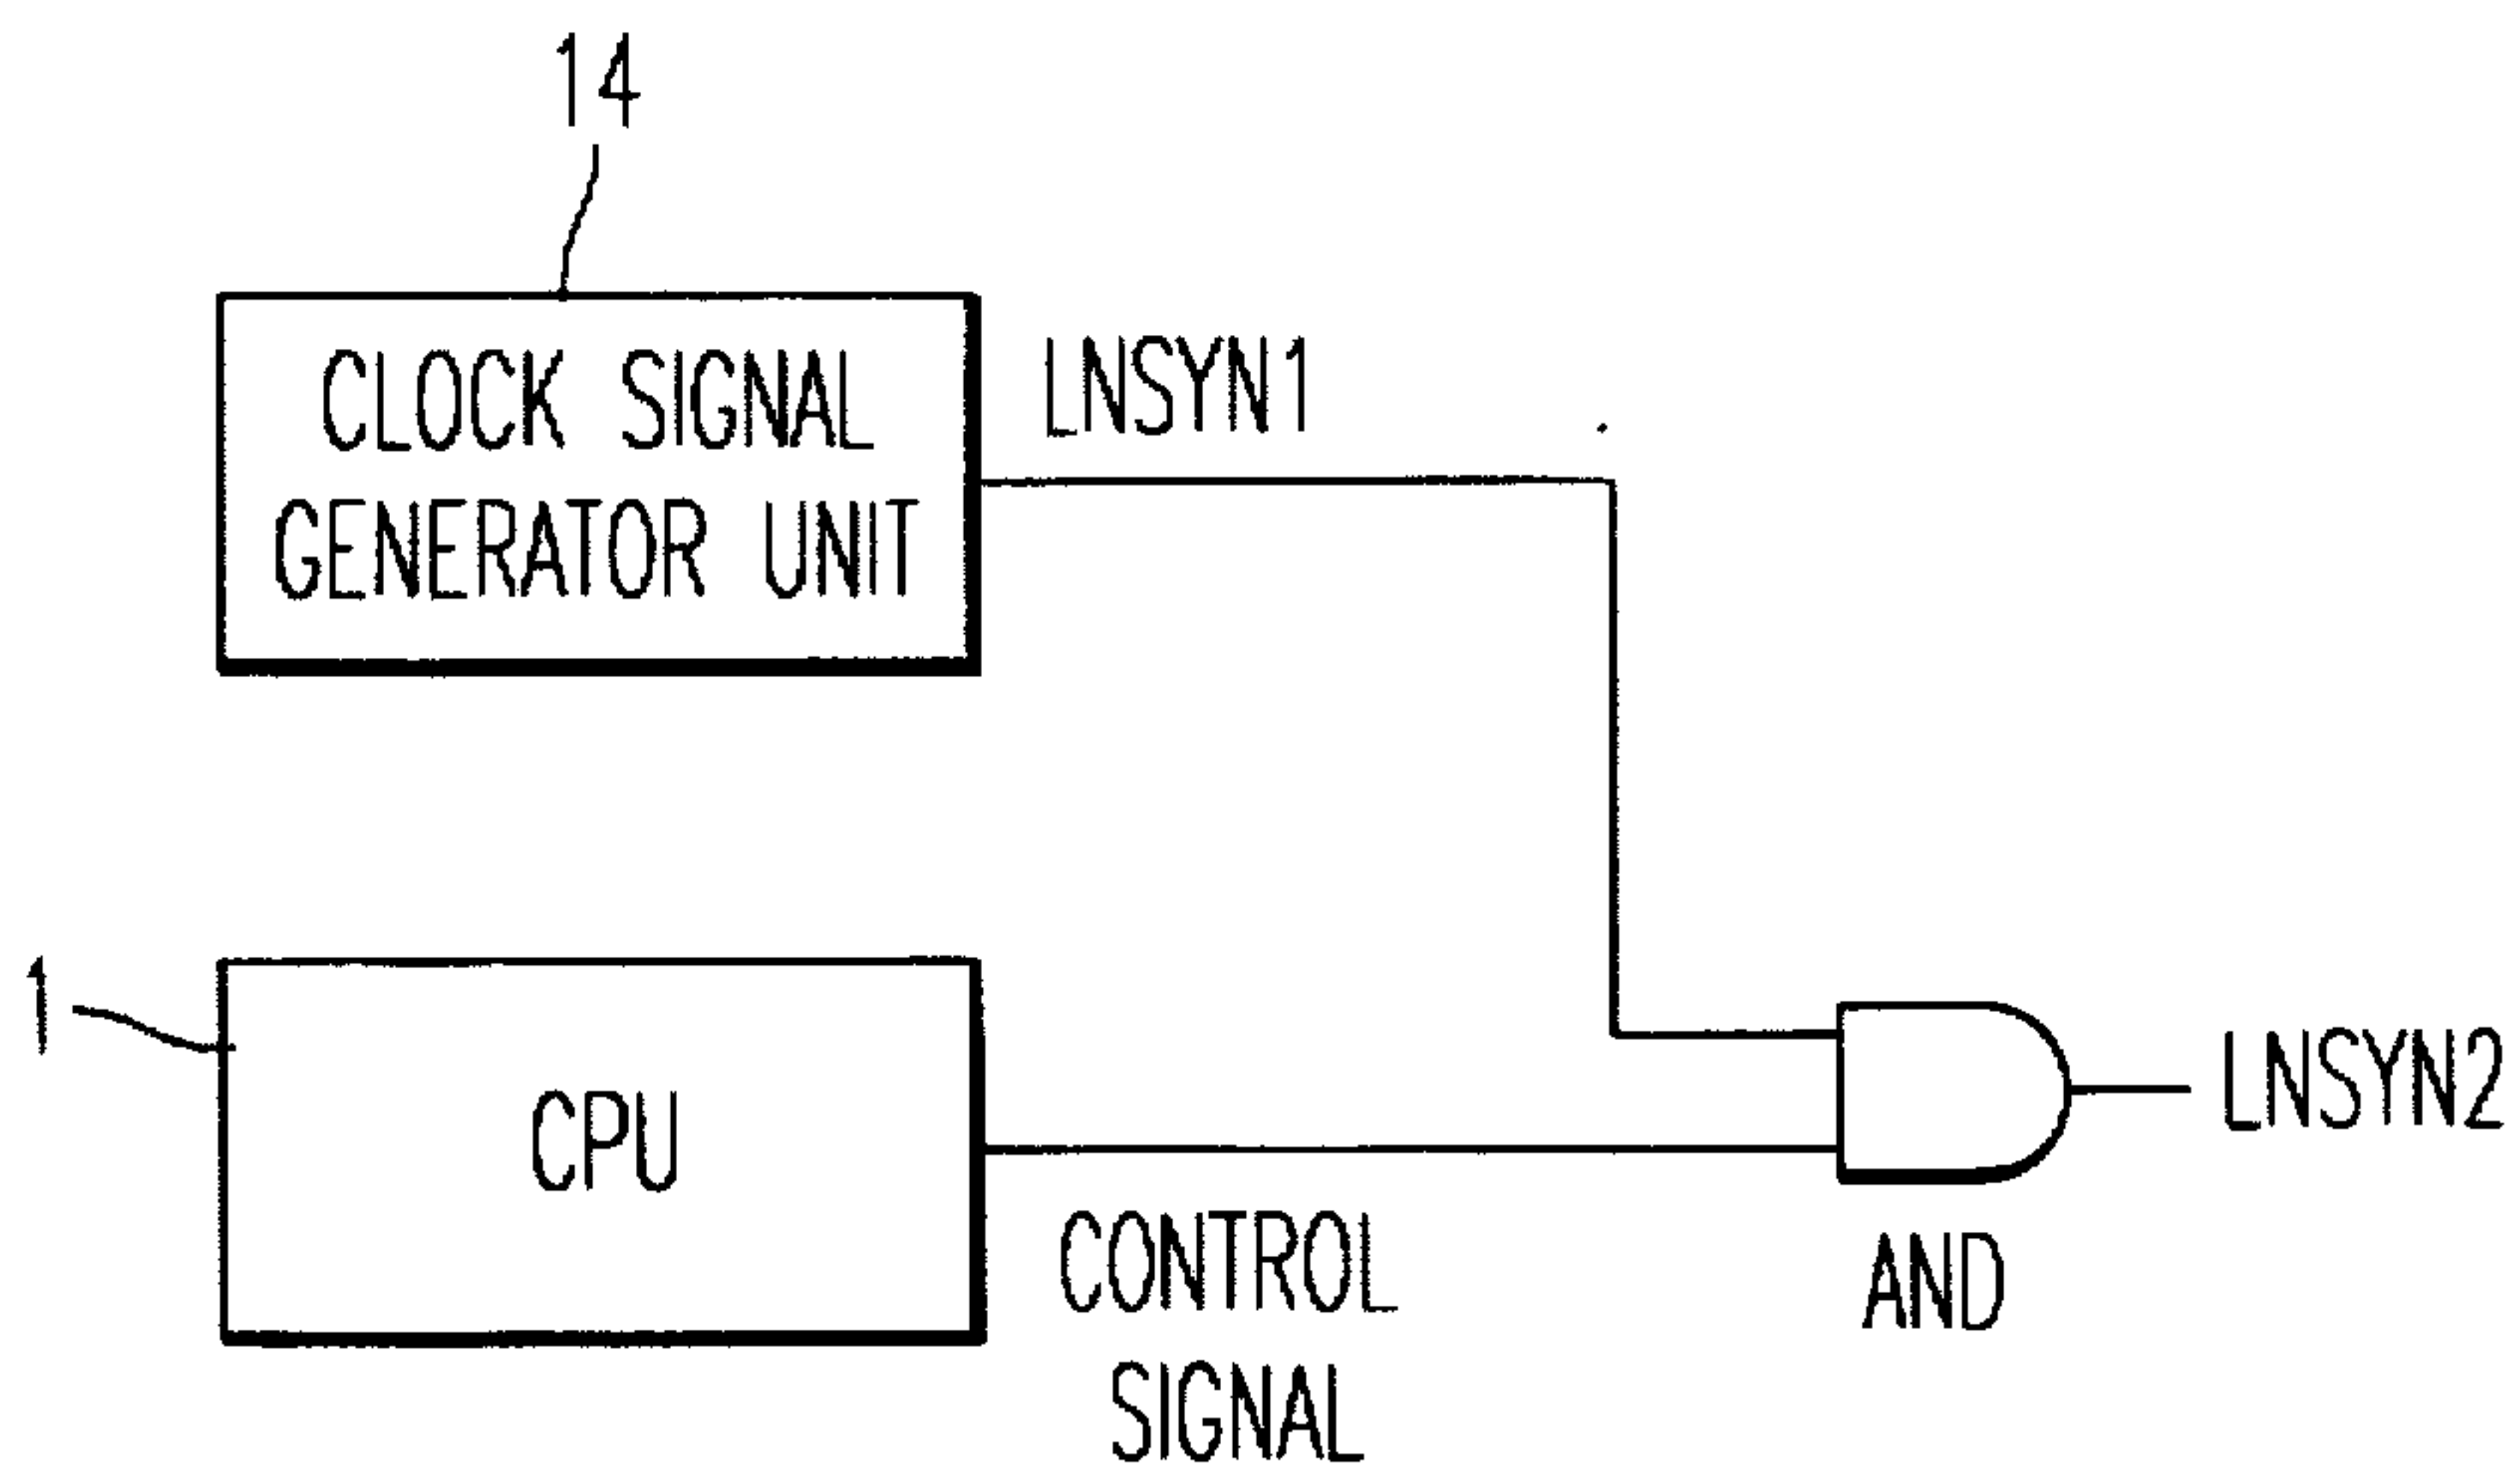 14
CLOCK SIGNAL
GENERATOR UNIT
LNSYN1
1
CPU
CONTROL
SIGNAL
AND
LNSYN2